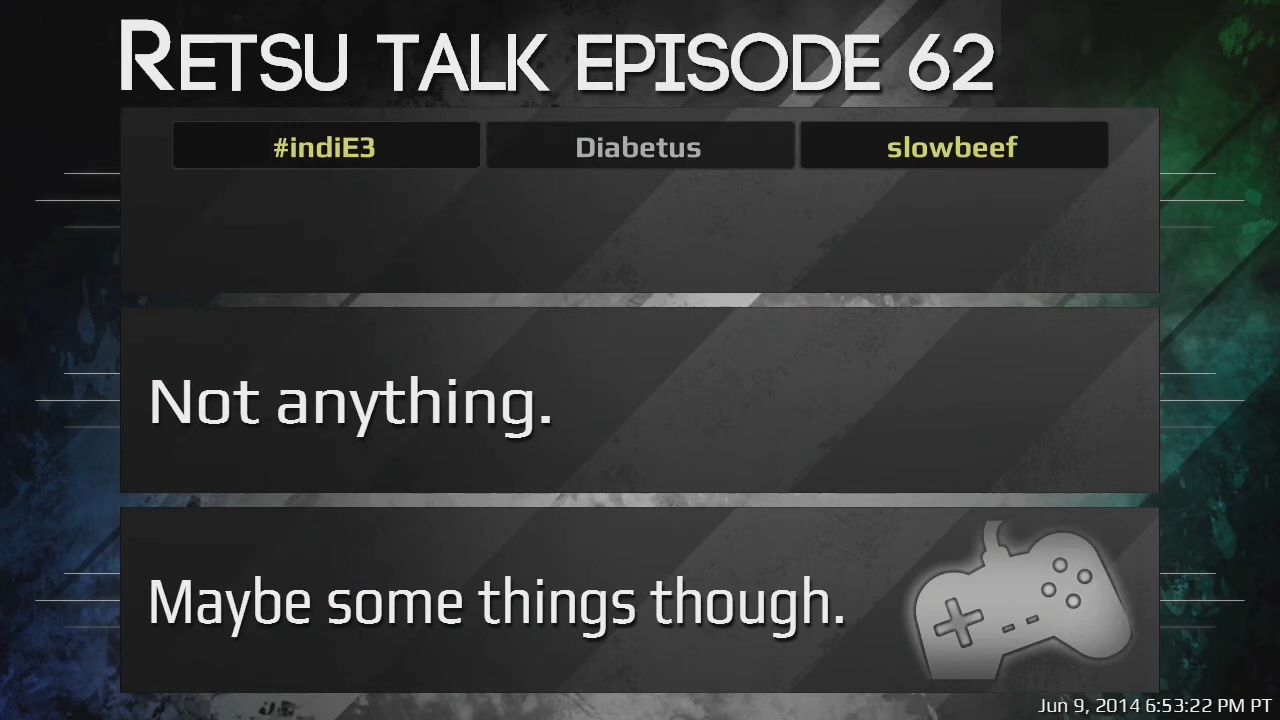 Retsu talk episode 62
#indiE3 Diabetus slowbeef
Not anything.
Maybe some things though.
Jun 9, 2014 6:53:22 PM PT